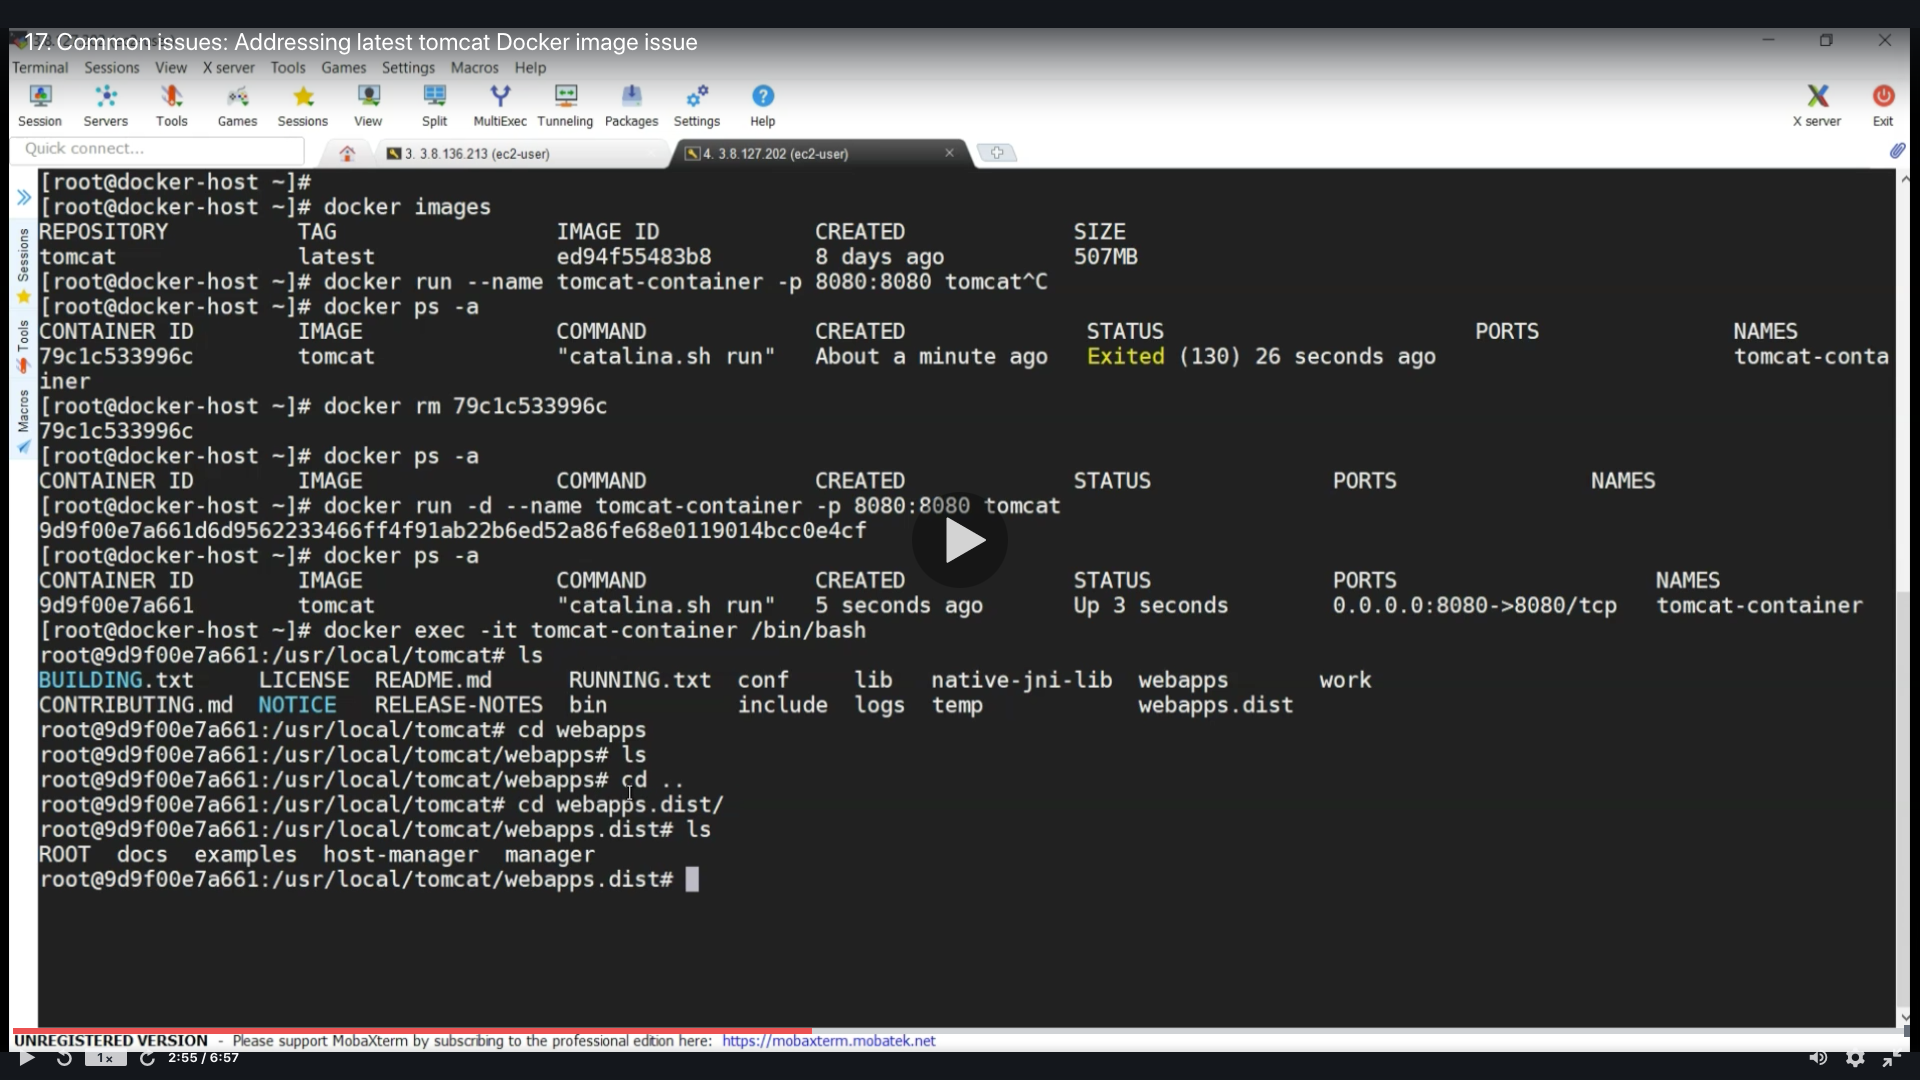 17. Common issues: Addressing latest tomcat Docker image issue
Terminal Sessions View X server Tools Games Settings Macros Help
Session Servers Tools Games Sessions View Split MultiExec Tunneling Packages Settings Help X server Exit
Quick connect... 3. 3.8.136.213 (ec2-user) 4. 3.8.127.202 (ec2-user)
Sessions
Tools
Macros
[root@docker-host ~]#
[root@docker-host ~]# docker images
REPOSITORY TAG IMAGE ID CREATED SIZE
tomcat latest ed94f55483b8 8 days ago 507MB
[root@docker-host ~]# docker run --name tomcat-container -p 8080:8080 tomcat^C
[root@docker-host ~]# docker ps -a
CONTAINER ID IMAGE COMMAND CREATED STATUS PORTS NAMES
79c1c533996c tomcat "catalina.sh run" About a minute ago Exited (130) 26 seconds ago tomcat-conta
iner
[root@docker-host ~]# docker rm 79c1c533996c
79c1c533996c
[root@docker-host ~]# docker ps -a
CONTAINER ID IMAGE COMMAND CREATED STATUS PORTS NAMES
[root@docker-host ~]# docker run -d --name tomcat-container -p 8080:8080 tomcat
9d9f00e7a661d6d9562233466ff4f91ab22b6ed52a86fe68e0119014bcc0e4cf
[root@docker-host ~]# docker ps -a
CONTAINER ID IMAGE COMMAND CREATED STATUS PORTS NAMES
9d9f00e7a661 tomcat "catalina.sh run" 5 seconds ago Up 3 seconds 0.0.0.0:8080->8080/tcp tomcat-container
[root@docker-host ~]# docker exec -it tomcat-container /bin/bash
root@9d9f00e7a661:/usr/local/tomcat# ls
BUILDING.txt LICENSE README.md RUNNING.txt conf lib native-jni-lib webapps work
CONTRIBUTING.md NOTICE RELEASE-NOTES bin include logs temp webapps.dist
root@9d9f00e7a661:/usr/local/tomcat# cd webapps
root@9d9f00e7a661:/usr/local/tomcat/webapps# ls
root@9d9f00e7a661:/usr/local/tomcat/webapps# cd ..
root@9d9f00e7a661:/usr/local/tomcat# cd webapps.dist/
root@9d9f00e7a661:/usr/local/tomcat/webapps.dist# ls
ROOT docs examples host-manager manager
root@9d9f00e7a661:/usr/local/tomcat/webapps.dist#
UNREGISTERED VERSION - Please support MobaXterm by subscribing to the professional edition here: https://mobaxterm.mobatek.net
1x 2:55 / 6:57